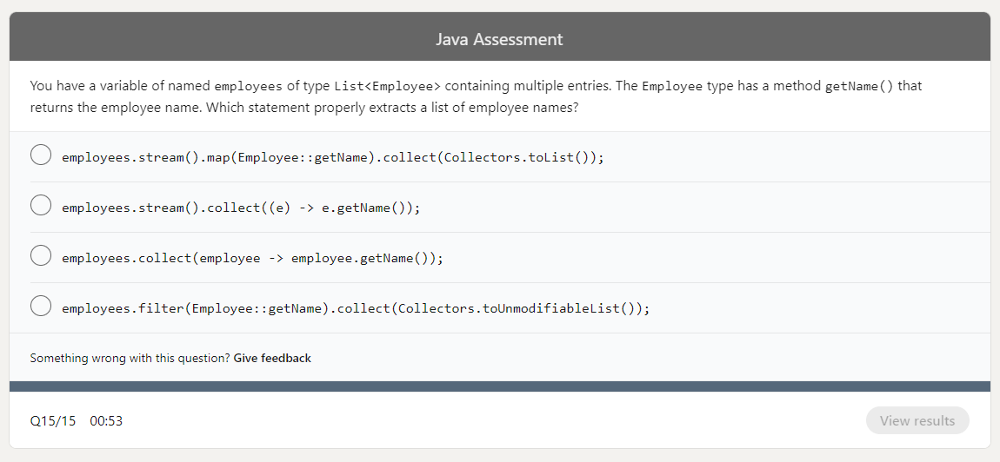 Java Assessment
You have a variable of named employees of type List<Employee> containing multiple entries. The Employee type has a method getName() that
returns the employee name. Which statement properly extracts a list of employee names?
employees.stream().map(Employee::getName).collect(Collectors.toList());
employees.stream().collect((e) -> e.getName());
employees.collect(employee -> employee.getName());
employees.filter(Employee::getName).collect(Collectors.toUnmodifiableList());
Something wrong with this question? Give feedback
Q15/15 00:53 View results